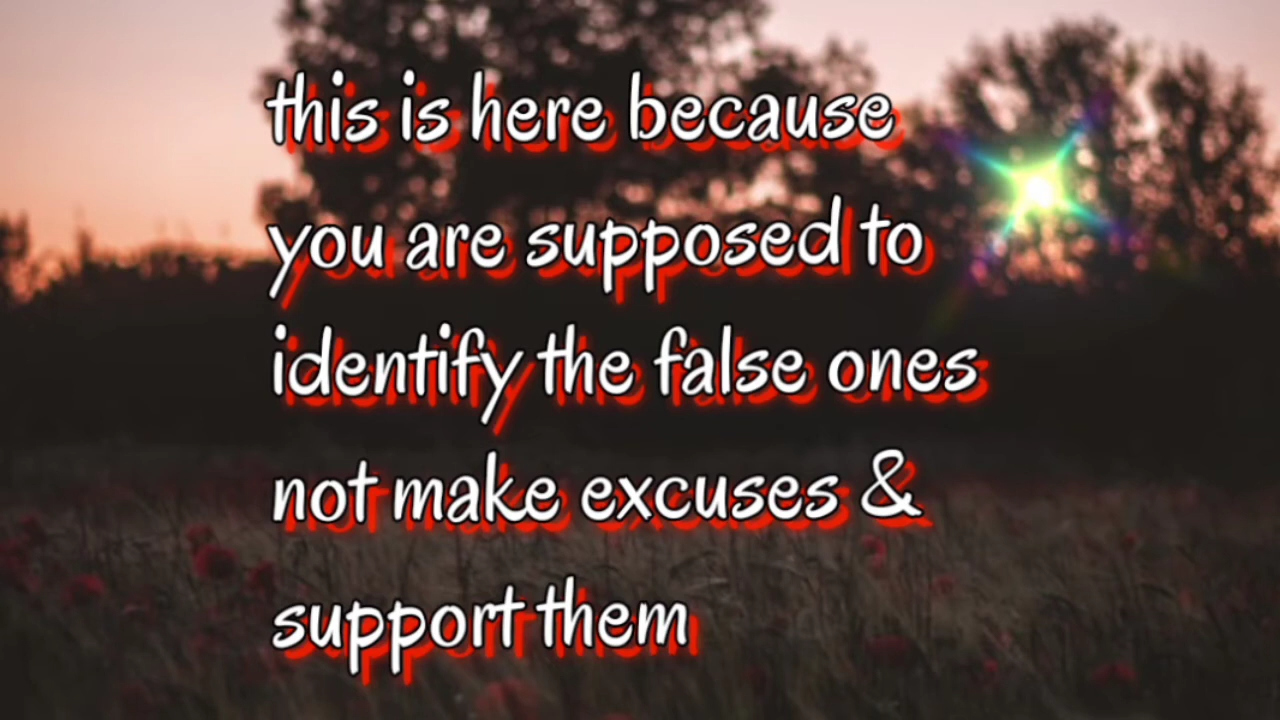 this is here because
you are supposed to
identify the false ones
not make excuses &
support them